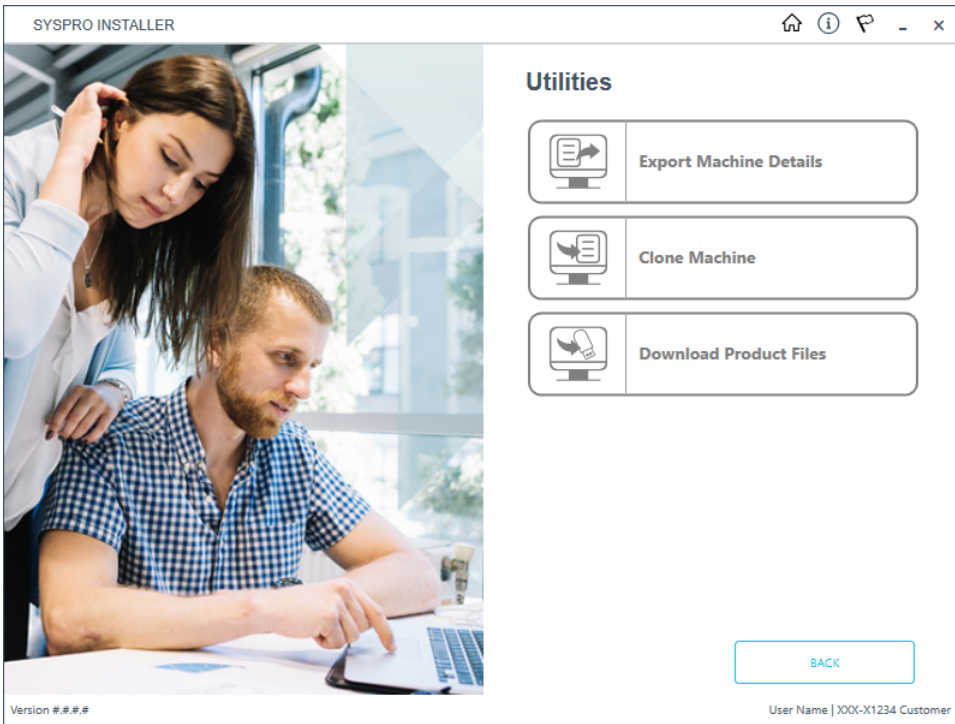 SYSPRO INSTALLER
Utilities
Export Machine Details
Clone Machine
Download Product Files
BACK
Version #.#.#.#
User Name | XXX-X1234 Customer